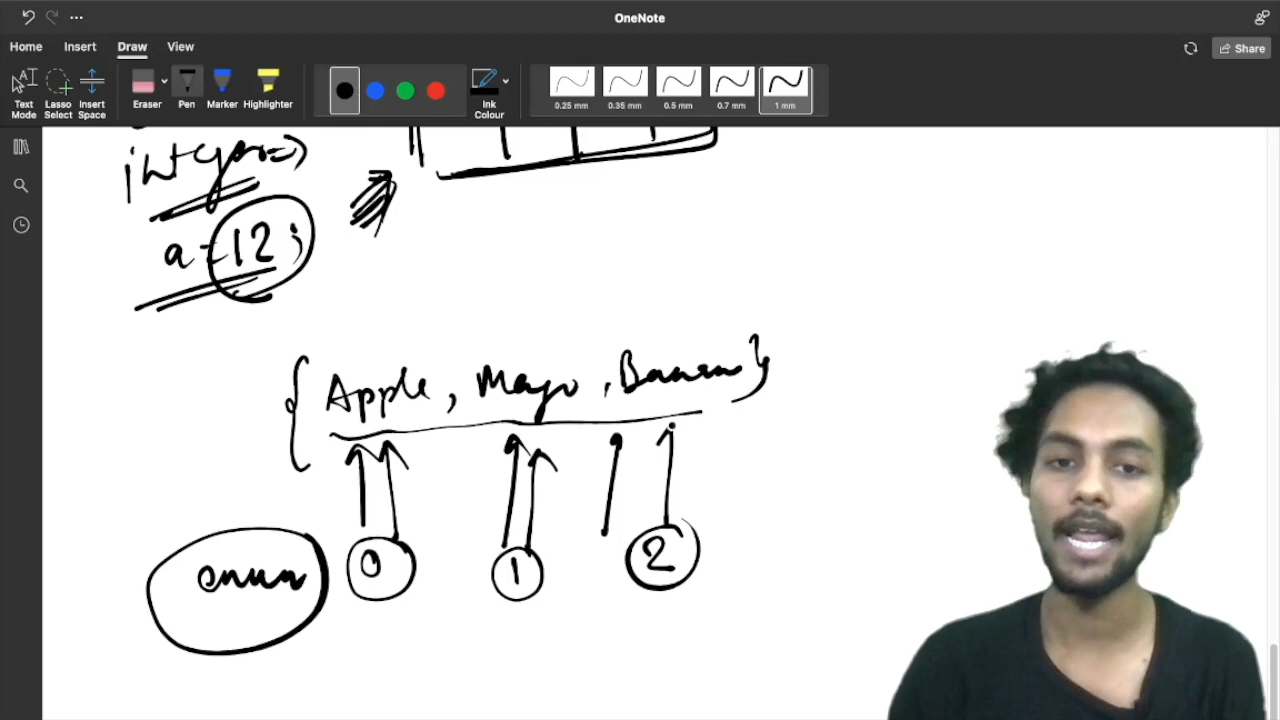 OneNote
Home Insert Draw View
Share
Text Mode Lasso Select Insert Space Eraser Pen Marker Highlighter Ink Colour 0.25 mm 0.35 mm 0.5 mm 0.7 mm 1 mm
a = 12;
{ Apple, Mango, Banana }
enum 0 1 2